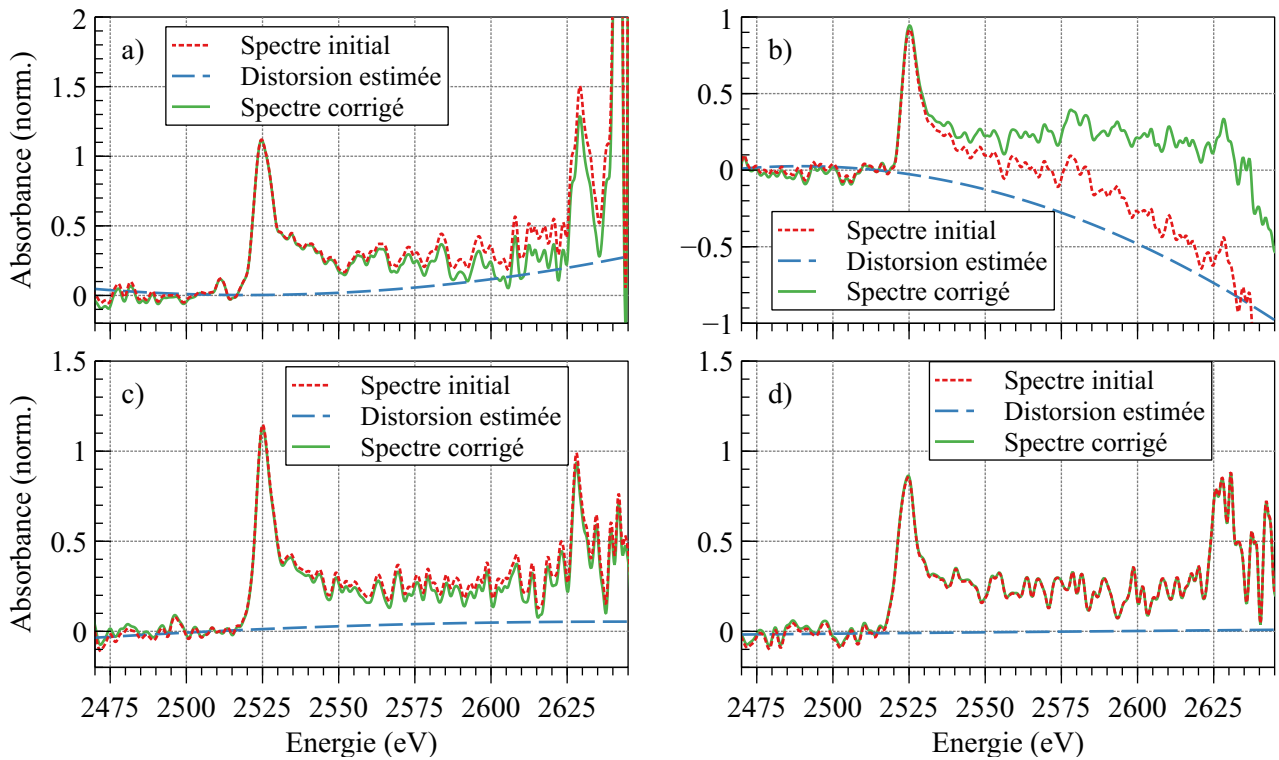 2
1.5
1
0.5
0
Absorbance (norm.)
a)
Spectre initial
Distorsion estimée
Spectre corrigé
1
0.5
0
−0.5
−1
b)
Spectre initial
Distorsion estimée
Spectre corrigé
1.5
1
0.5
0
Absorbance (norm.)
c)
Spectre initial
Distorsion estimée
Spectre corrigé
2475 2500 2525 2550 2575 2600 2625
Energie (eV)
1.5
1
0.5
0
d)
Spectre initial
Distorsion estimée
Spectre corrigé
2475 2500 2525 2550 2575 2600 2625
Energie (eV)